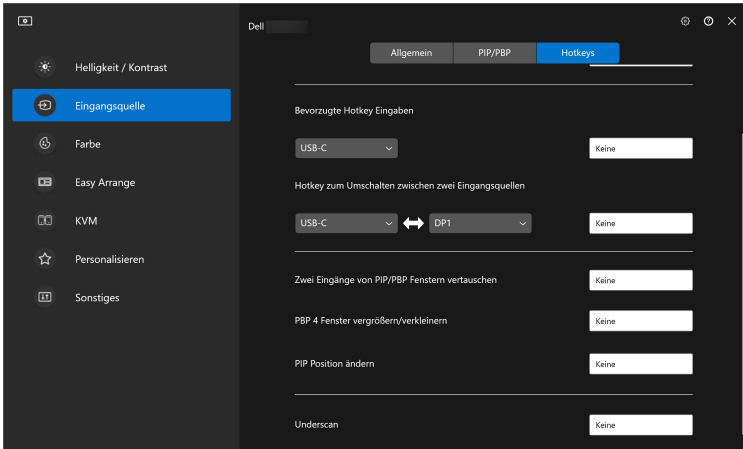 Dell
Allgemein PIP/PBP Hotkeys
Helligkeit / Kontrast
Eingangsquelle
Farbe
Easy Arrange
KVM
Personalisieren
Sonstiges
Bevorzugte Hotkey Eingaben
USB-C Keine
Hotkey zum Umschalten zwischen zwei Eingangsquellen
USB-C DP1 Keine
Zwei Eingänge von PIP/PBP Fenstern vertauschen Keine
PBP 4 Fenster vergrößern/verkleinern Keine
PIP Position ändern Keine
Underscan Keine